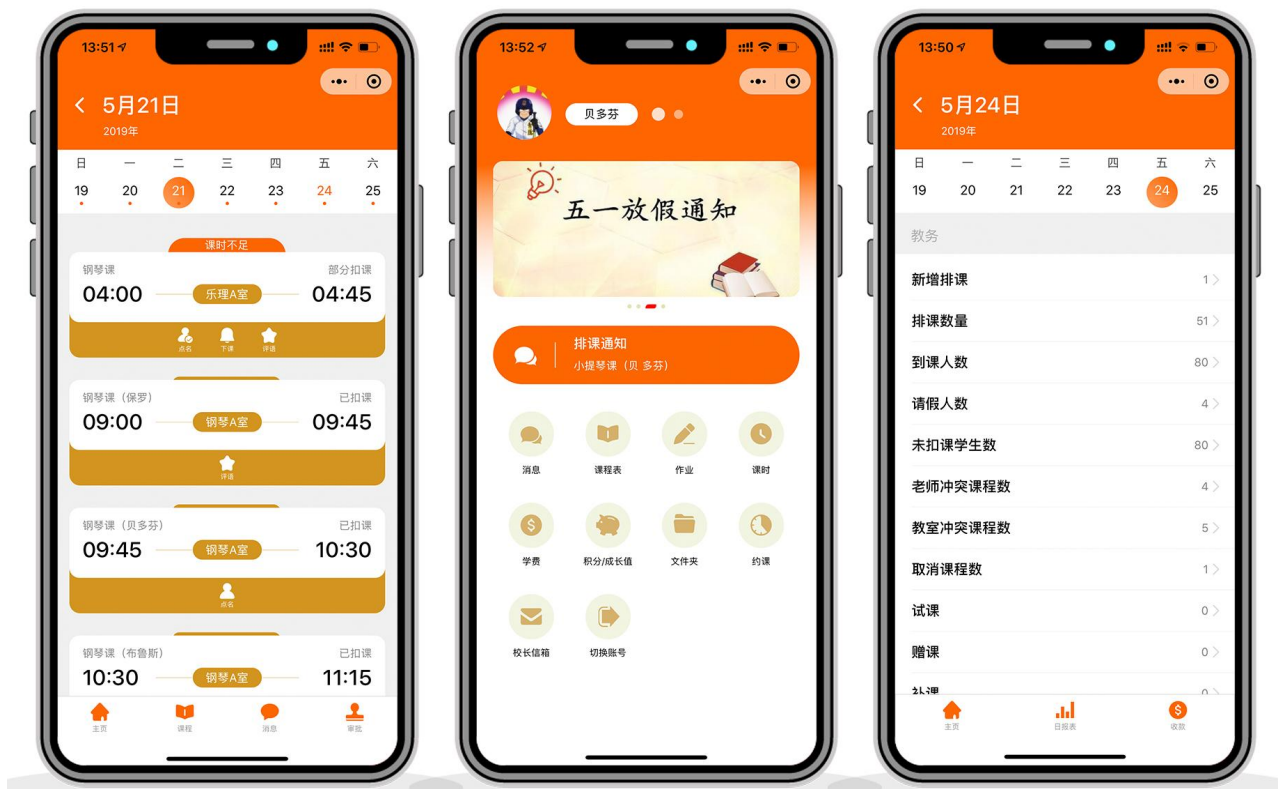 13:51
5月21日
2019年
日 一 二 三 四 五 六
19 20 21 22 23 24 25
课时不足
钢琴课 部分扣课
04:00 乐理A室 04:45
点名 下课 评语
钢琴课（保罗） 已扣课
09:00 钢琴A室 09:45
评语
钢琴课（贝多芬） 已扣课
09:45 钢琴A室 10:30
点名
钢琴课（布鲁斯） 已扣课
10:30 钢琴A室 11:15
主页 课程 消息 审批
13:52
贝多芬
五一放假通知
排课通知
小提琴课（贝 多芬）
消息 课程表 作业 课时
学费 积分/成长值 文件夹 约课
校长信箱 切换账号
13:50
5月24日
2019年
日 一 二 三 四 五 六
19 20 21 22 23 24 25
教务
新增排课 1
排课数量 51
到课人数 80
请假人数 4
未扣课学生数 80
老师冲突课程数 4
教室冲突课程数 5
取消课程数 1
试课 0
赠课 0
补课 0
主页 日报表 收款